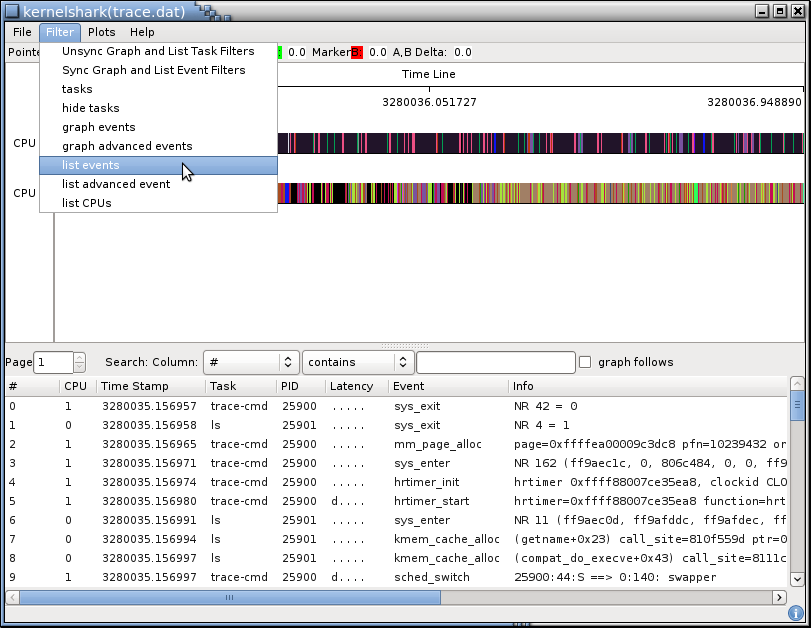 kernelshark(trace.dat)
File Filter Plots Help
Pointe : 0.0 MarkerB: 0.0 A,B Delta: 0.0
Unsync Graph and List Task Filters
Sync Graph and List Event Filters
tasks
hide tasks
graph events
graph advanced events
list events
list advanced event
list CPUs
Time Line
3280036.051727 3280036.948890
CPU
CPU
Page 1 Search: Column: # contains graph follows
# CPU Time Stamp Task PID Latency Event Info
0 1 3280035.156957 trace-cmd 25900 ..... sys_exit NR 42 = 0
1 0 3280035.156958 ls 25901 ..... sys_exit NR 4 = 1
2 1 3280035.156965 trace-cmd 25900 ..... mm_page_alloc page=0xffffea00009c3dc8 pfn=10239432 or
3 1 3280035.156971 trace-cmd 25900 ..... sys_enter NR 162 (ff9aec1c, 0, 806c484, 0, 0, ff9
4 1 3280035.156974 trace-cmd 25900 ..... hrtimer_init hrtimer 0xffff88007ce35ea8, clockid CLO
5 1 3280035.156980 trace-cmd 25900 d.... hrtimer_start hrtimer=0xffff88007ce35ea8 function=hrt
6 0 3280035.156991 ls 25901 ..... sys_enter NR 11 (ff9aec0d, ff9afddc, ff9afdec, ff
7 0 3280035.156994 ls 25901 ..... kmem_cache_alloc (getname+0x23) call_site=810f559d ptr=0
8 0 3280035.156997 ls 25901 ..... kmem_cache_alloc (compat_do_execve+0x43) call_site=8111c
9 1 3280035.156997 trace-cmd 25900 d.... sched_switch 25900:44:S ==> 0:140: swapper